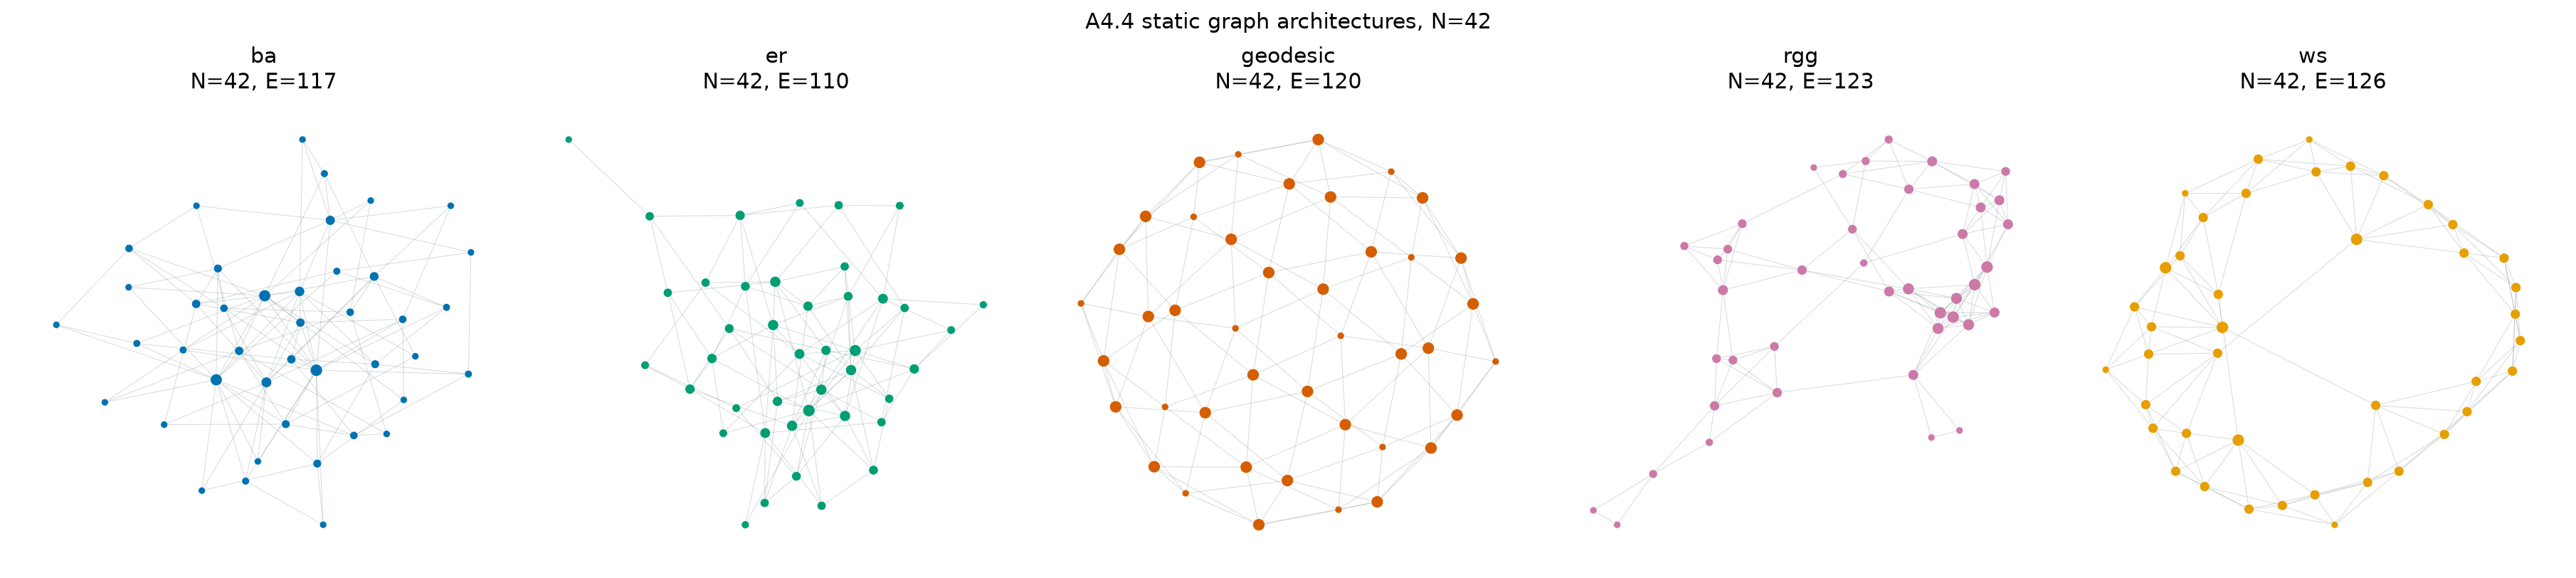 A4.4 static graph architectures, N=42
ba
N=42, E=117
er
N=42, E=110
geodesic
N=42, E=120
rgg
N=42, E=123
ws
N=42, E=126